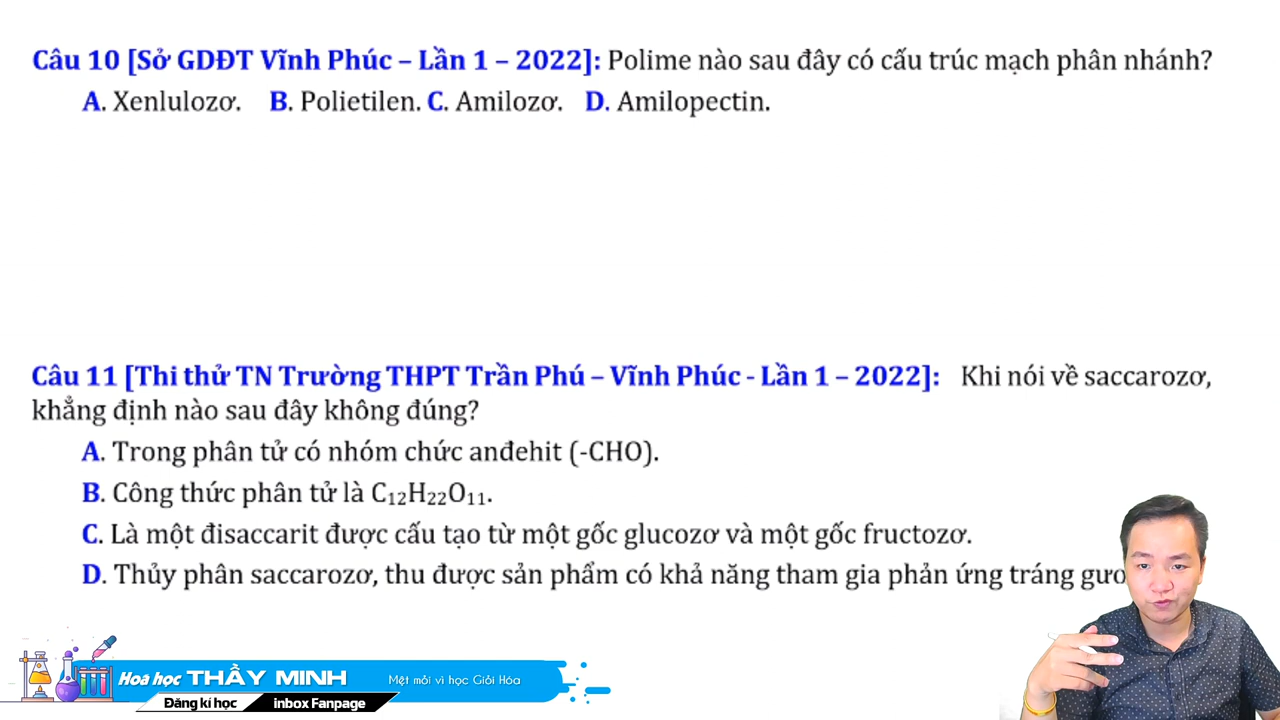 Câu 10 [Sở GDĐT Vĩnh Phúc – Lần 1 – 2022]: Polime nào sau đây có cấu trúc mạch phân nhánh?
A. Xenlulozơ. B. Polietilen. C. Amilozơ. D. Amilopectin.
Câu 11 [Thi thử TN Trường THPT Trần Phú – Vĩnh Phúc - Lần 1 – 2022]: Khi nói về saccarozơ,
khẳng định nào sau đây không đúng?
A. Trong phân tử có nhóm chức anđehit (-CHO).
B. Công thức phân tử là C₁₂H₂₂O₁₁.
C. Là một đisaccarit được cấu tạo từ một gốc glucozơ và một gốc fructozơ.
D. Thủy phân saccarozơ, thu được sản phẩm có khả năng tham gia phản ứng tráng
Hoá học THẦY MINH
Mệt mỏi vì học Giỏi Hóa
Đăng kí học inbox Fanpage